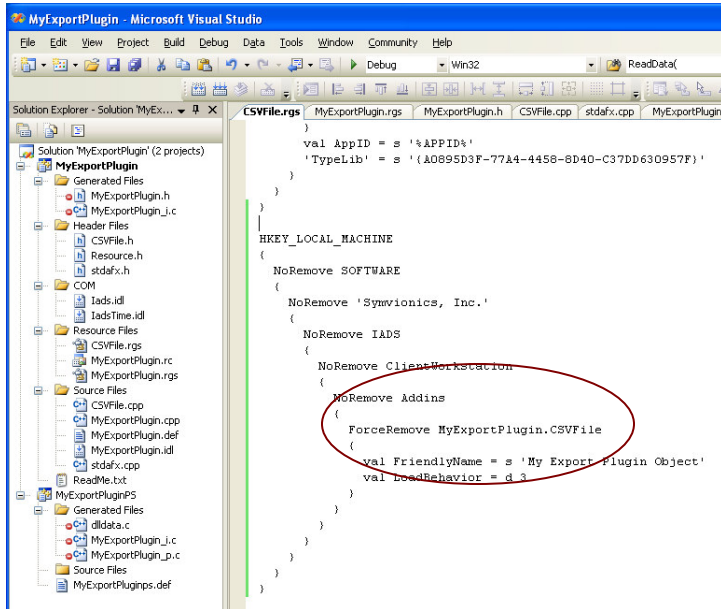 MyExportPlugin - Microsoft Visual Studio
File Edit View Project Build Debug Data Tools Window Community Help
Debug Win32 ReadData(
Solution Explorer - Solution 'MyEx...
CSVFile.rgs MyExportPlugin.rgs MyExportPlugin.h CSVFile.cpp stdafx.cpp MyExportPlugin
Solution 'MyExportPlugin' (2 projects)
MyExportPlugin
Generated Files
MyExportPlugin.h
MyExportPlugin_i.c
Header Files
CSVFile.h
Resource.h
stdafx.h
COM
Iads.idl
IadsTime.idl
Resource Files
CSVFile.rgs
MyExportPlugin.rc
MyExportPlugin.rgs
Source Files
CSVFile.cpp
MyExportPlugin.cpp
MyExportPlugin.def
MyExportPlugin.idl
stdafx.cpp
ReadMe.txt
MyExportPluginPS
Generated Files
dlldata.c
MyExportPlugin_i.c
MyExportPlugin_p.c
Source Files
MyExportPluginps.def
}
val AppID = s '%APPID%'
'TypeLib' = s '{A0895D3F-77A4-4458-8D40-C37DD630957F}'
}
}
}
HKEY_LOCAL_MACHINE
{
NoRemove SOFTWARE
{
NoRemove 'Symvionics, Inc.'
{
NoRemove IADS
{
NoRemove ClientWorkstation
{
NoRemove Addins
{
ForceRemove MyExportPlugin.CSVFile
{
val FriendlyName = s 'My Export Plugin Object'
val LoadBehavior = d 3
}
}
}
}
}
}
}